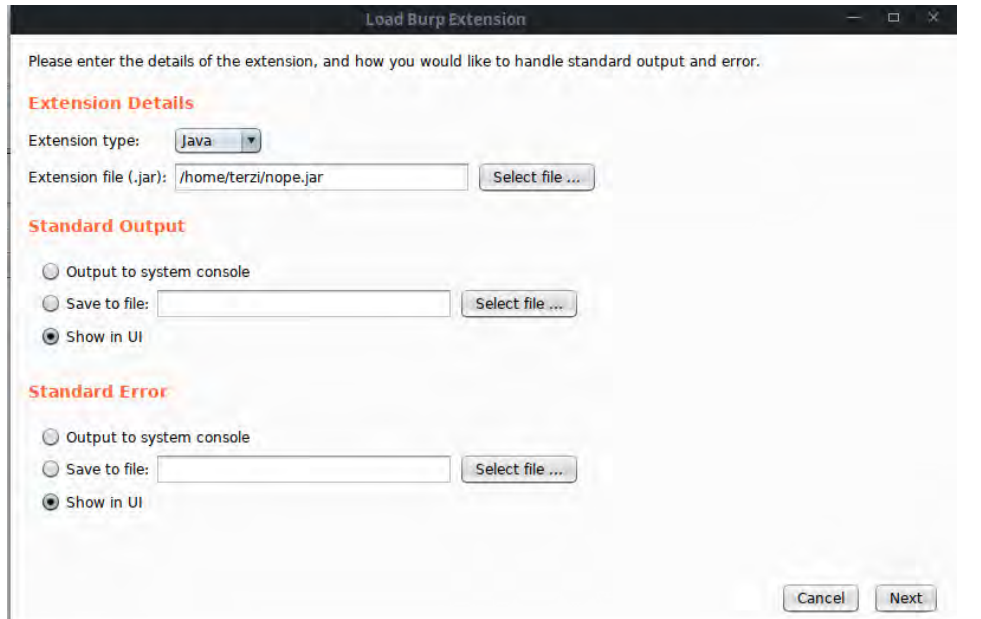 Load Burp Extension
Please enter the details of the extension, and how you would like to handle standard output and error.
Extension Details
Extension type: Java
Extension file (.jar): /home/terzi/nope.jar Select file ...
Standard Output
Output to system console
Save to file: Select file ...
Show in UI
Standard Error
Output to system console
Save to file: Select file ...
Show in UI
Cancel Next